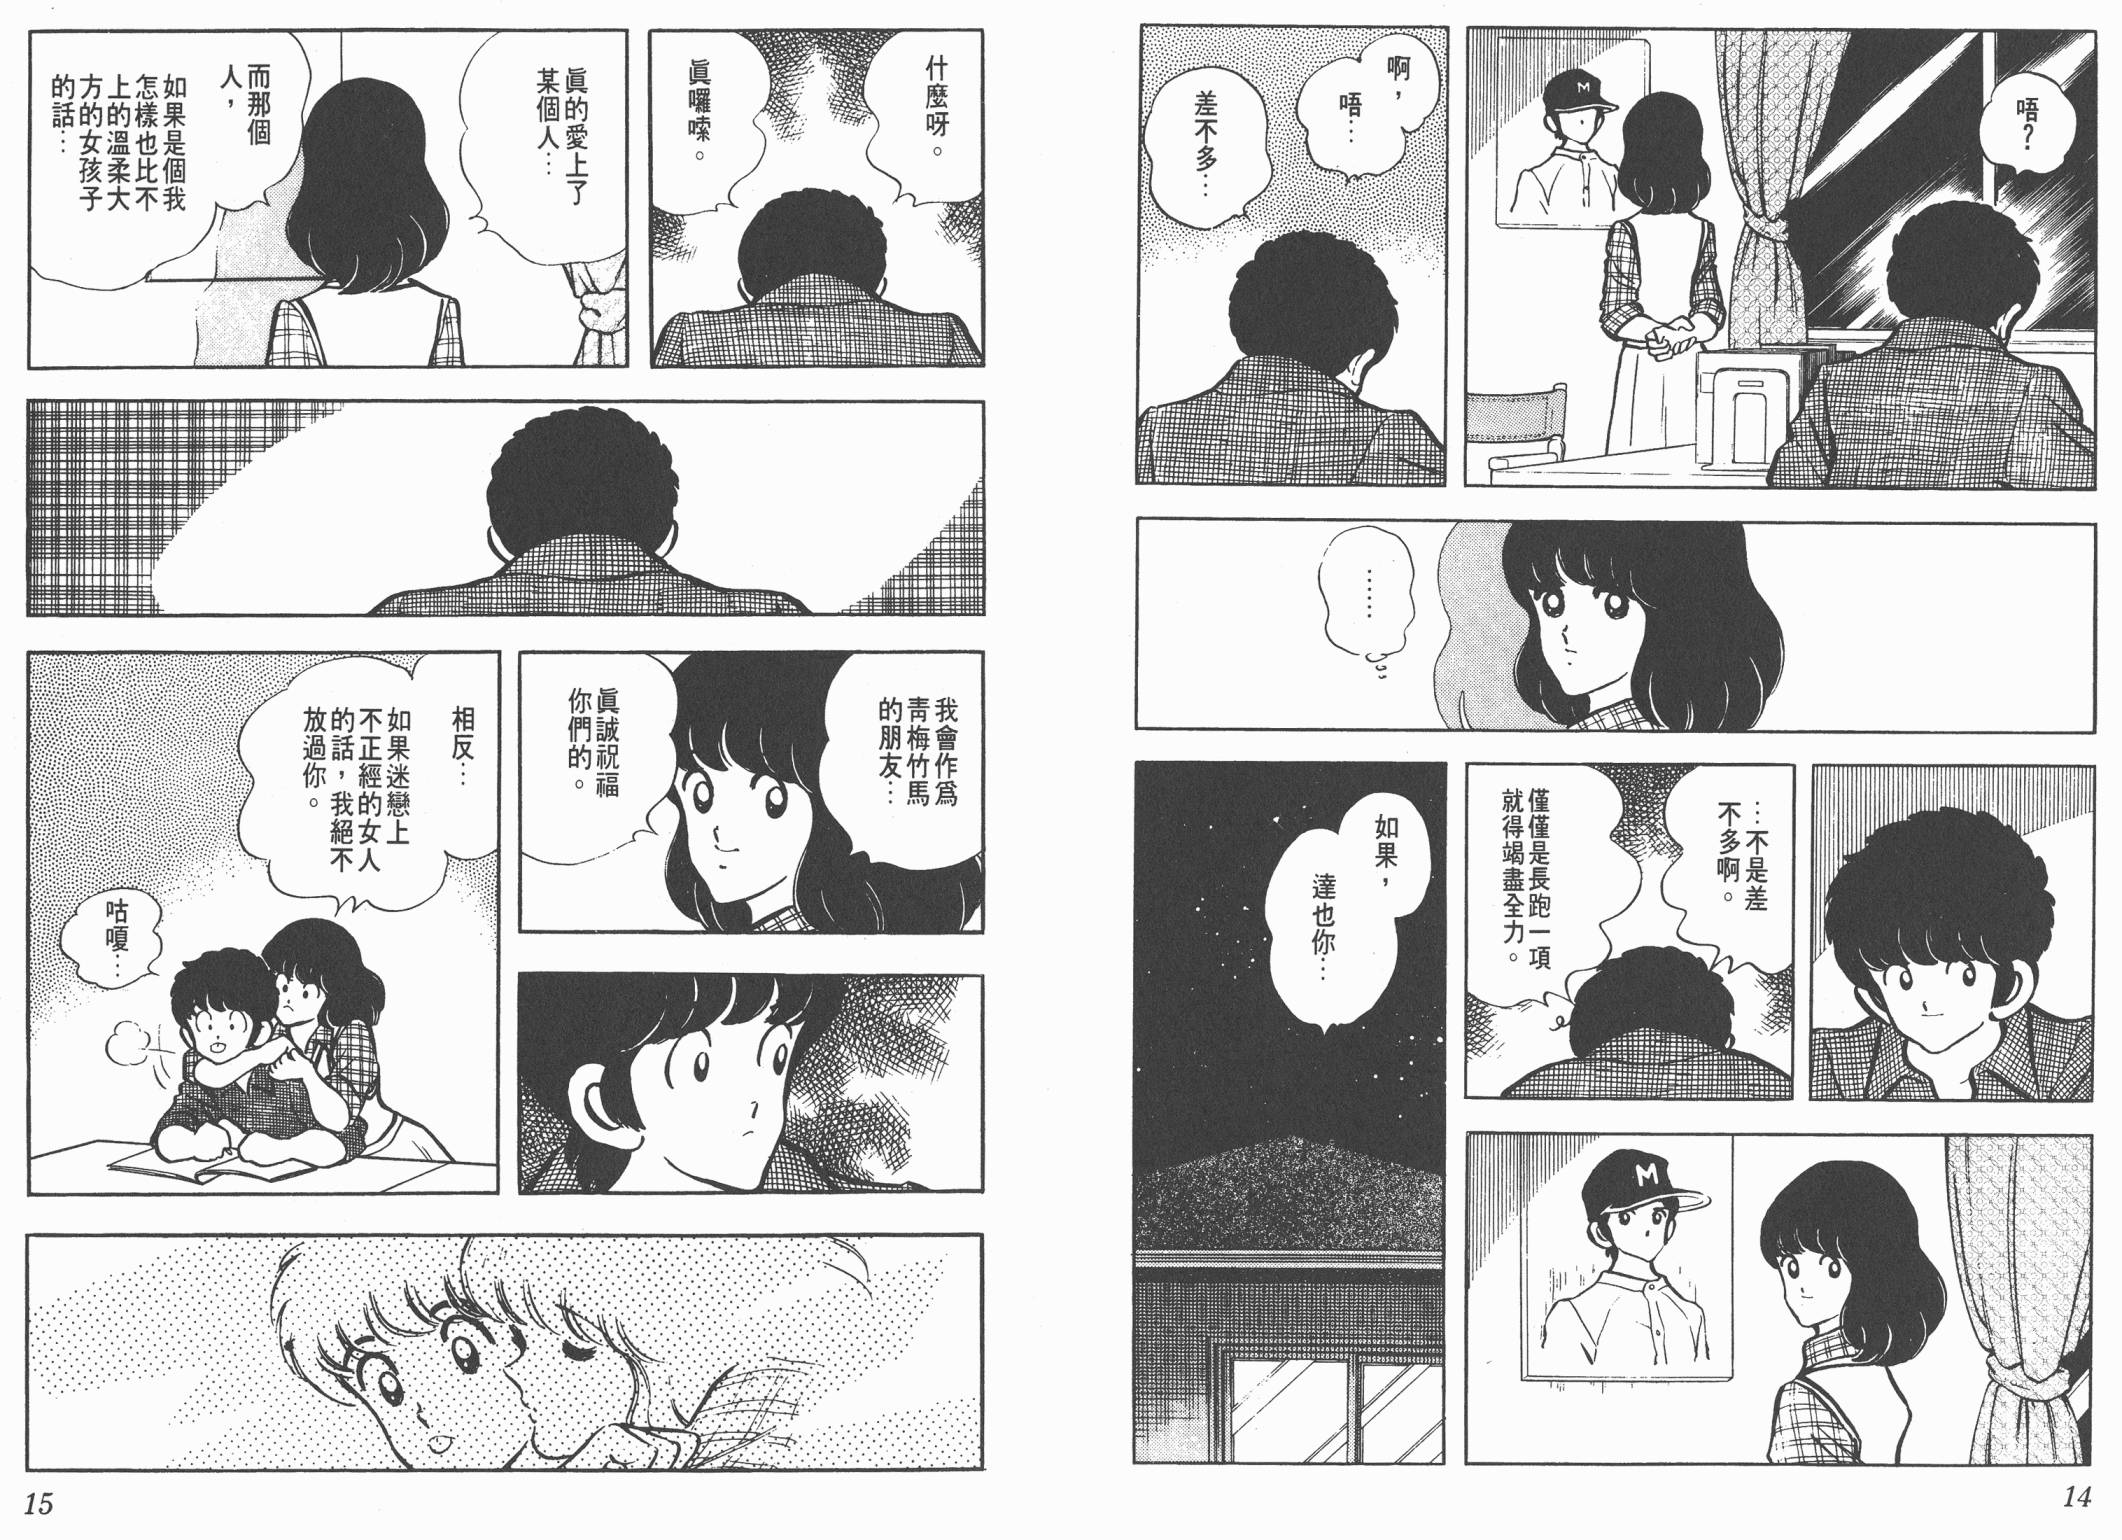 唔？
M
啊，
唔…
差不多…
……
…不是差
不多啊。
僅僅是長跑一項
就得竭盡全力。
M
如果，
達也你…
14
什麼呀。
眞囉嗦。
眞的愛上了
某個人…
而那個
人，
如果是個我
怎樣也比不
上的溫柔大
方的女孩子
的話…
我會作爲
靑梅竹馬
的朋友…
眞誠祝福
你們的。
相反…
如果迷戀上
不正經的女人
的話，我絕不
放過你。
咕嗄…
15